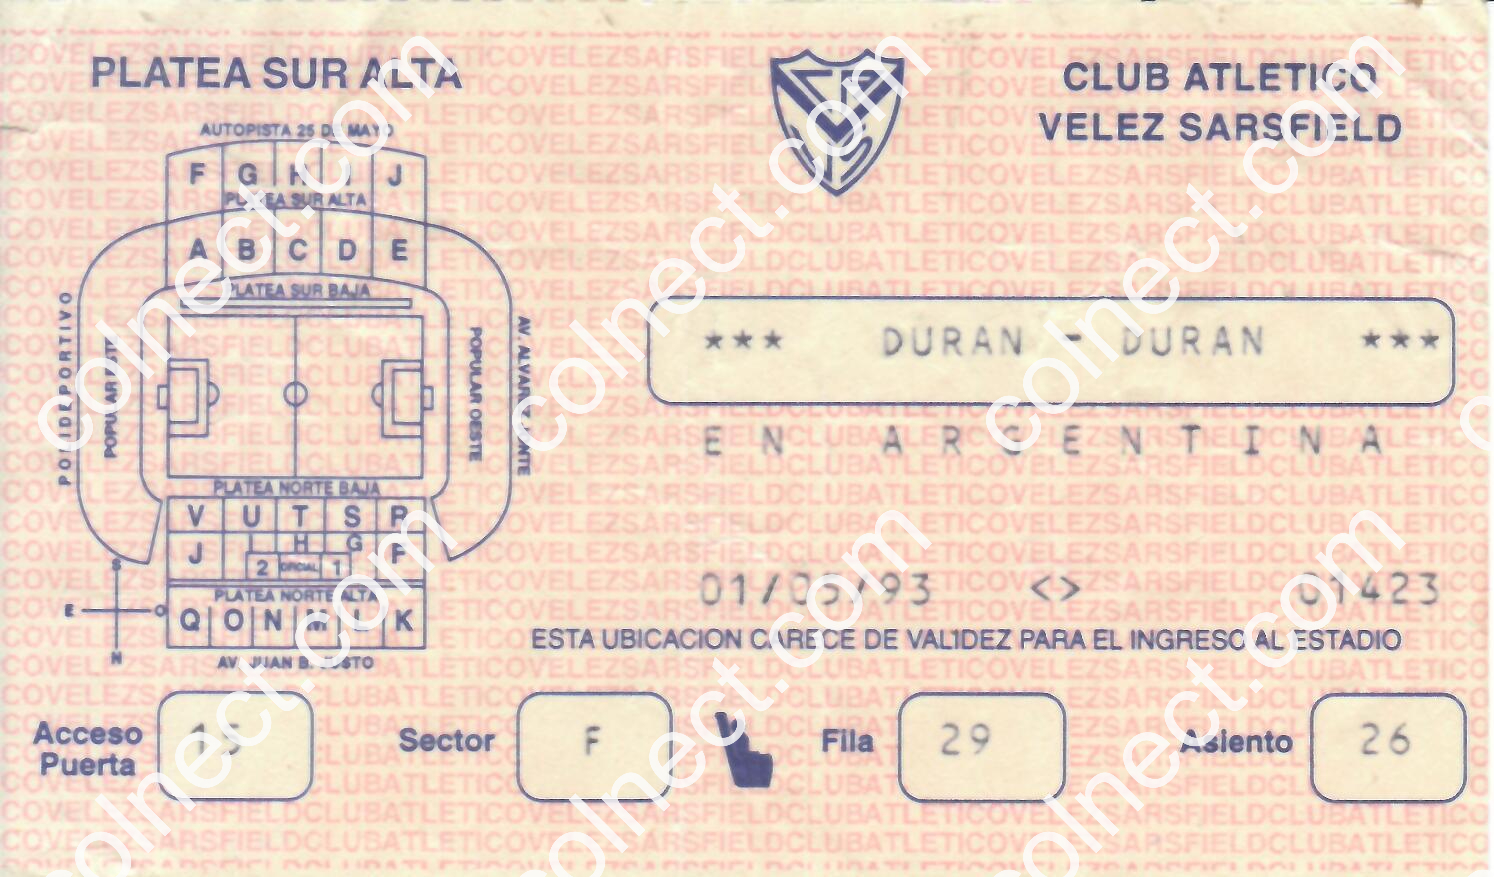 PLATEA SUR ALTA
CLUB ATLETICO
VELEZ SARSFIELD
AUTOPISTA 25 DE MAYO
F G H I J
PLATEA SUR ALTA
A B C D E
PLATEA SUR BAJA
POLIDEPORTIVO
POPULAR ESTE
POPULAR OESTE
PLATEA NORTE BAJA
V U T S R
J I H G F
2 OFICIAL 1
PLATEA NORTE ALTA
Q O N M L K
AV. JUAN B. JUSTO
S
E O
N
*** DURAN - DURAN ***
EN ARGENTINA
01/05/93 <> 01423
ESTA UBICACION CARECE DE VALIDEZ PARA EL INGRESO AL ESTADIO
Acceso
Puerta
15
Sector F
Fila 29
Asiento 26
colnect.com